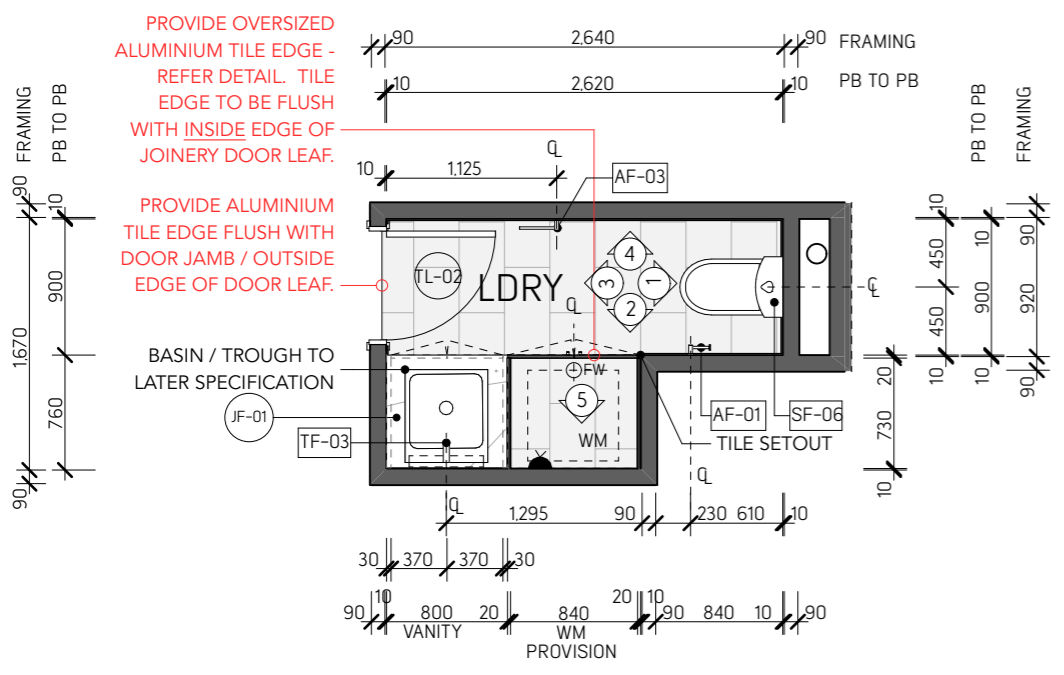 PROVIDE OVERSIZED
ALUMINIUM TILE EDGE -
REFER DETAIL. TILE
EDGE TO BE FLUSH
WITH INSIDE EDGE OF
JOINERY DOOR LEAF.
90 2,640 90 FRAMING
10 2,620 10 PB TO PB
10 1,125 ℄
AF-03
FRAMING
PB TO PB
90
10
1,670
900
760
90
PROVIDE ALUMINIUM
TILE EDGE FLUSH WITH
DOOR JAMB / OUTSIDE
EDGE OF DOOR LEAF.
TL-02
LDRY
4
3
1
2
℄
℄
BASIN / TROUGH TO
LATER SPECIFICATION
JF-01
TF-03
FW
5
WM
AF-01
SF-06
TILE SETOUT
PB TO PB
FRAMING
10
450
450
10
20
730
10
10
900
10
90
920
90
℄
℄
1,295 90 230 610 10
30 370 370 30
90 10 800 20 840 20 10 90 840 10 90
VANITY
WM
PROVISION